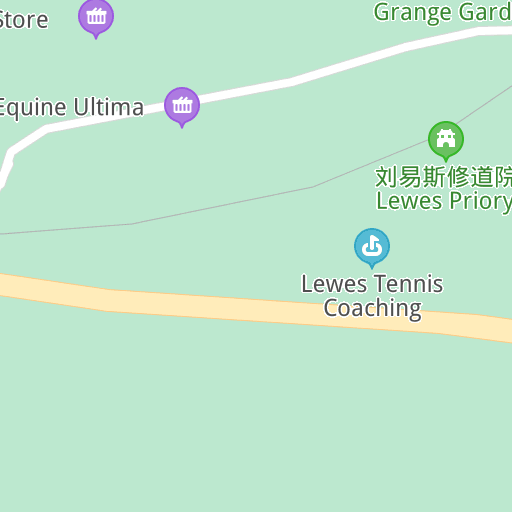 Grange Gard
Store
Equine Ultima
刘易斯修道院
Lewes Priory
Lewes Tennis
Coaching